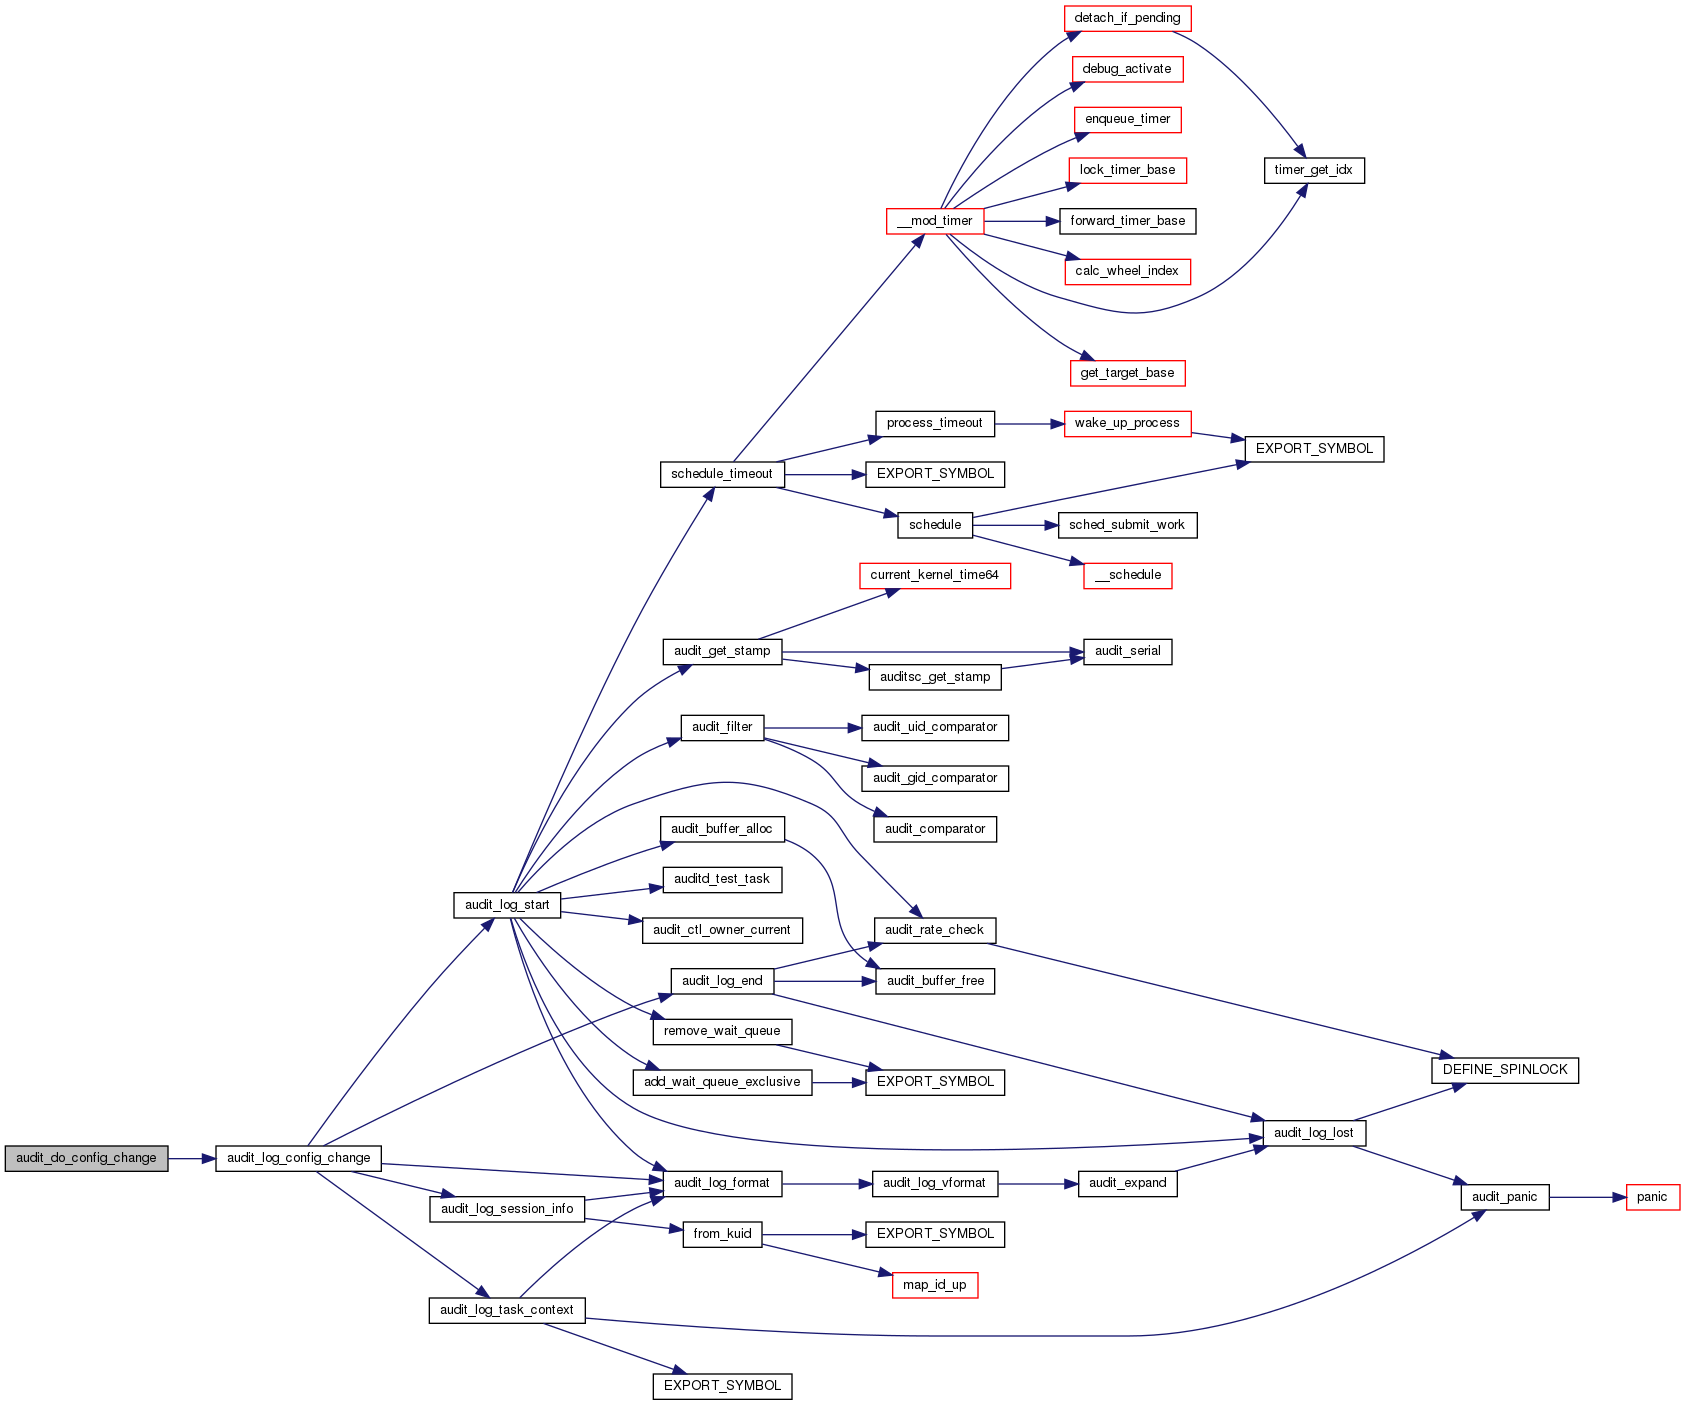 detach_if_pending
debug_activate
enqueue_timer
lock_timer_base
timer_get_idx
__mod_timer
forward_timer_base
calc_wheel_index
get_target_base
process_timeout
wake_up_process
EXPORT_SYMBOL
schedule_timeout
EXPORT_SYMBOL
schedule
sched_submit_work
current_kernel_time64
__schedule
audit_get_stamp
audit_serial
auditsc_get_stamp
audit_filter
audit_uid_comparator
audit_gid_comparator
audit_buffer_alloc
audit_comparator
auditd_test_task
audit_log_start
audit_ctl_owner_current
audit_rate_check
audit_log_end
audit_buffer_free
remove_wait_queue
add_wait_queue_exclusive
EXPORT_SYMBOL
DEFINE_SPINLOCK
audit_log_lost
audit_do_config_change
audit_log_config_change
audit_log_format
audit_log_vformat
audit_expand
audit_panic
panic
audit_log_session_info
from_kuid
EXPORT_SYMBOL
map_id_up
audit_log_task_context
EXPORT_SYMBOL